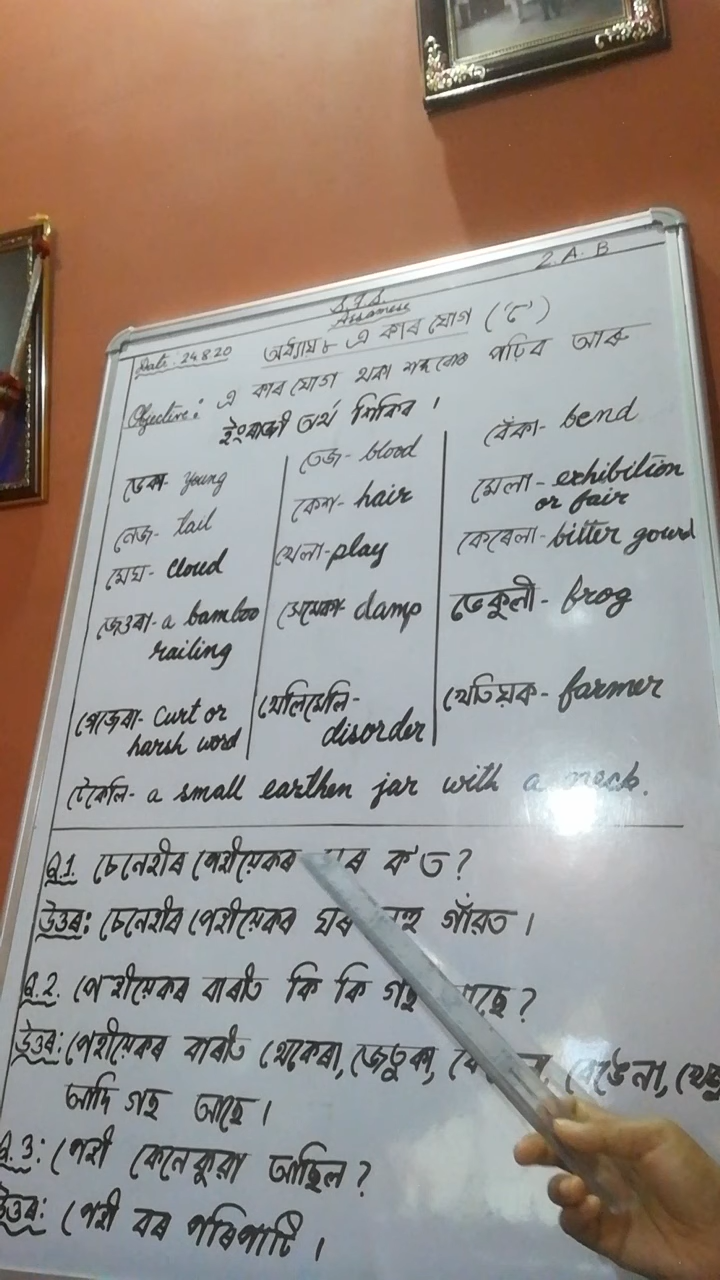 2. A. B
S.F.S.
Assamese
Date: 24.8.20
অধ্যায় ৮ এ কাৰ যোগ ('ে')
Objective: এ কাৰ যোগ থকা শব্দবোৰ পঢ়িব আৰু
ইংৰাজী অৰ্থ শিকিব ।
ডেকা- Young
নেজ- tail
মেঘ- cloud
জেওৰা- a bamboo
railing
পেজেৰা- Curt or
harsh word
তেজ- blood
কেশ- hair
খেলা- play
সেমেকা- damp
খেলিমেলি-
disorder
বেঁকা- bend
মেলা- exhibition
or fair
কেৰেলা- bitter gourd
ভেকুলী- frog
খেতিয়ক- farmer
টেকেলি- a small earthen jar with a neck.
Q.1. চেনেহীৰ পেহীয়েকৰ ক'ত ?
উত্তৰ: চেনেহীৰ পেহীয়েকৰ ঘৰ গাঁৱত ।
Q.2. পেহীয়েকৰ বাৰীত কি কি গছ আছে ?
উত্তৰ: পেহীয়েকৰ বাৰীত থেকেৰা, জেতুকা, বেঙেনা,
আদি গছ আছে ।
Q.3: পেহী কেনেকুৱা আছিল ?
উত্তৰ: পেহী বৰ পৰিপাটি ।